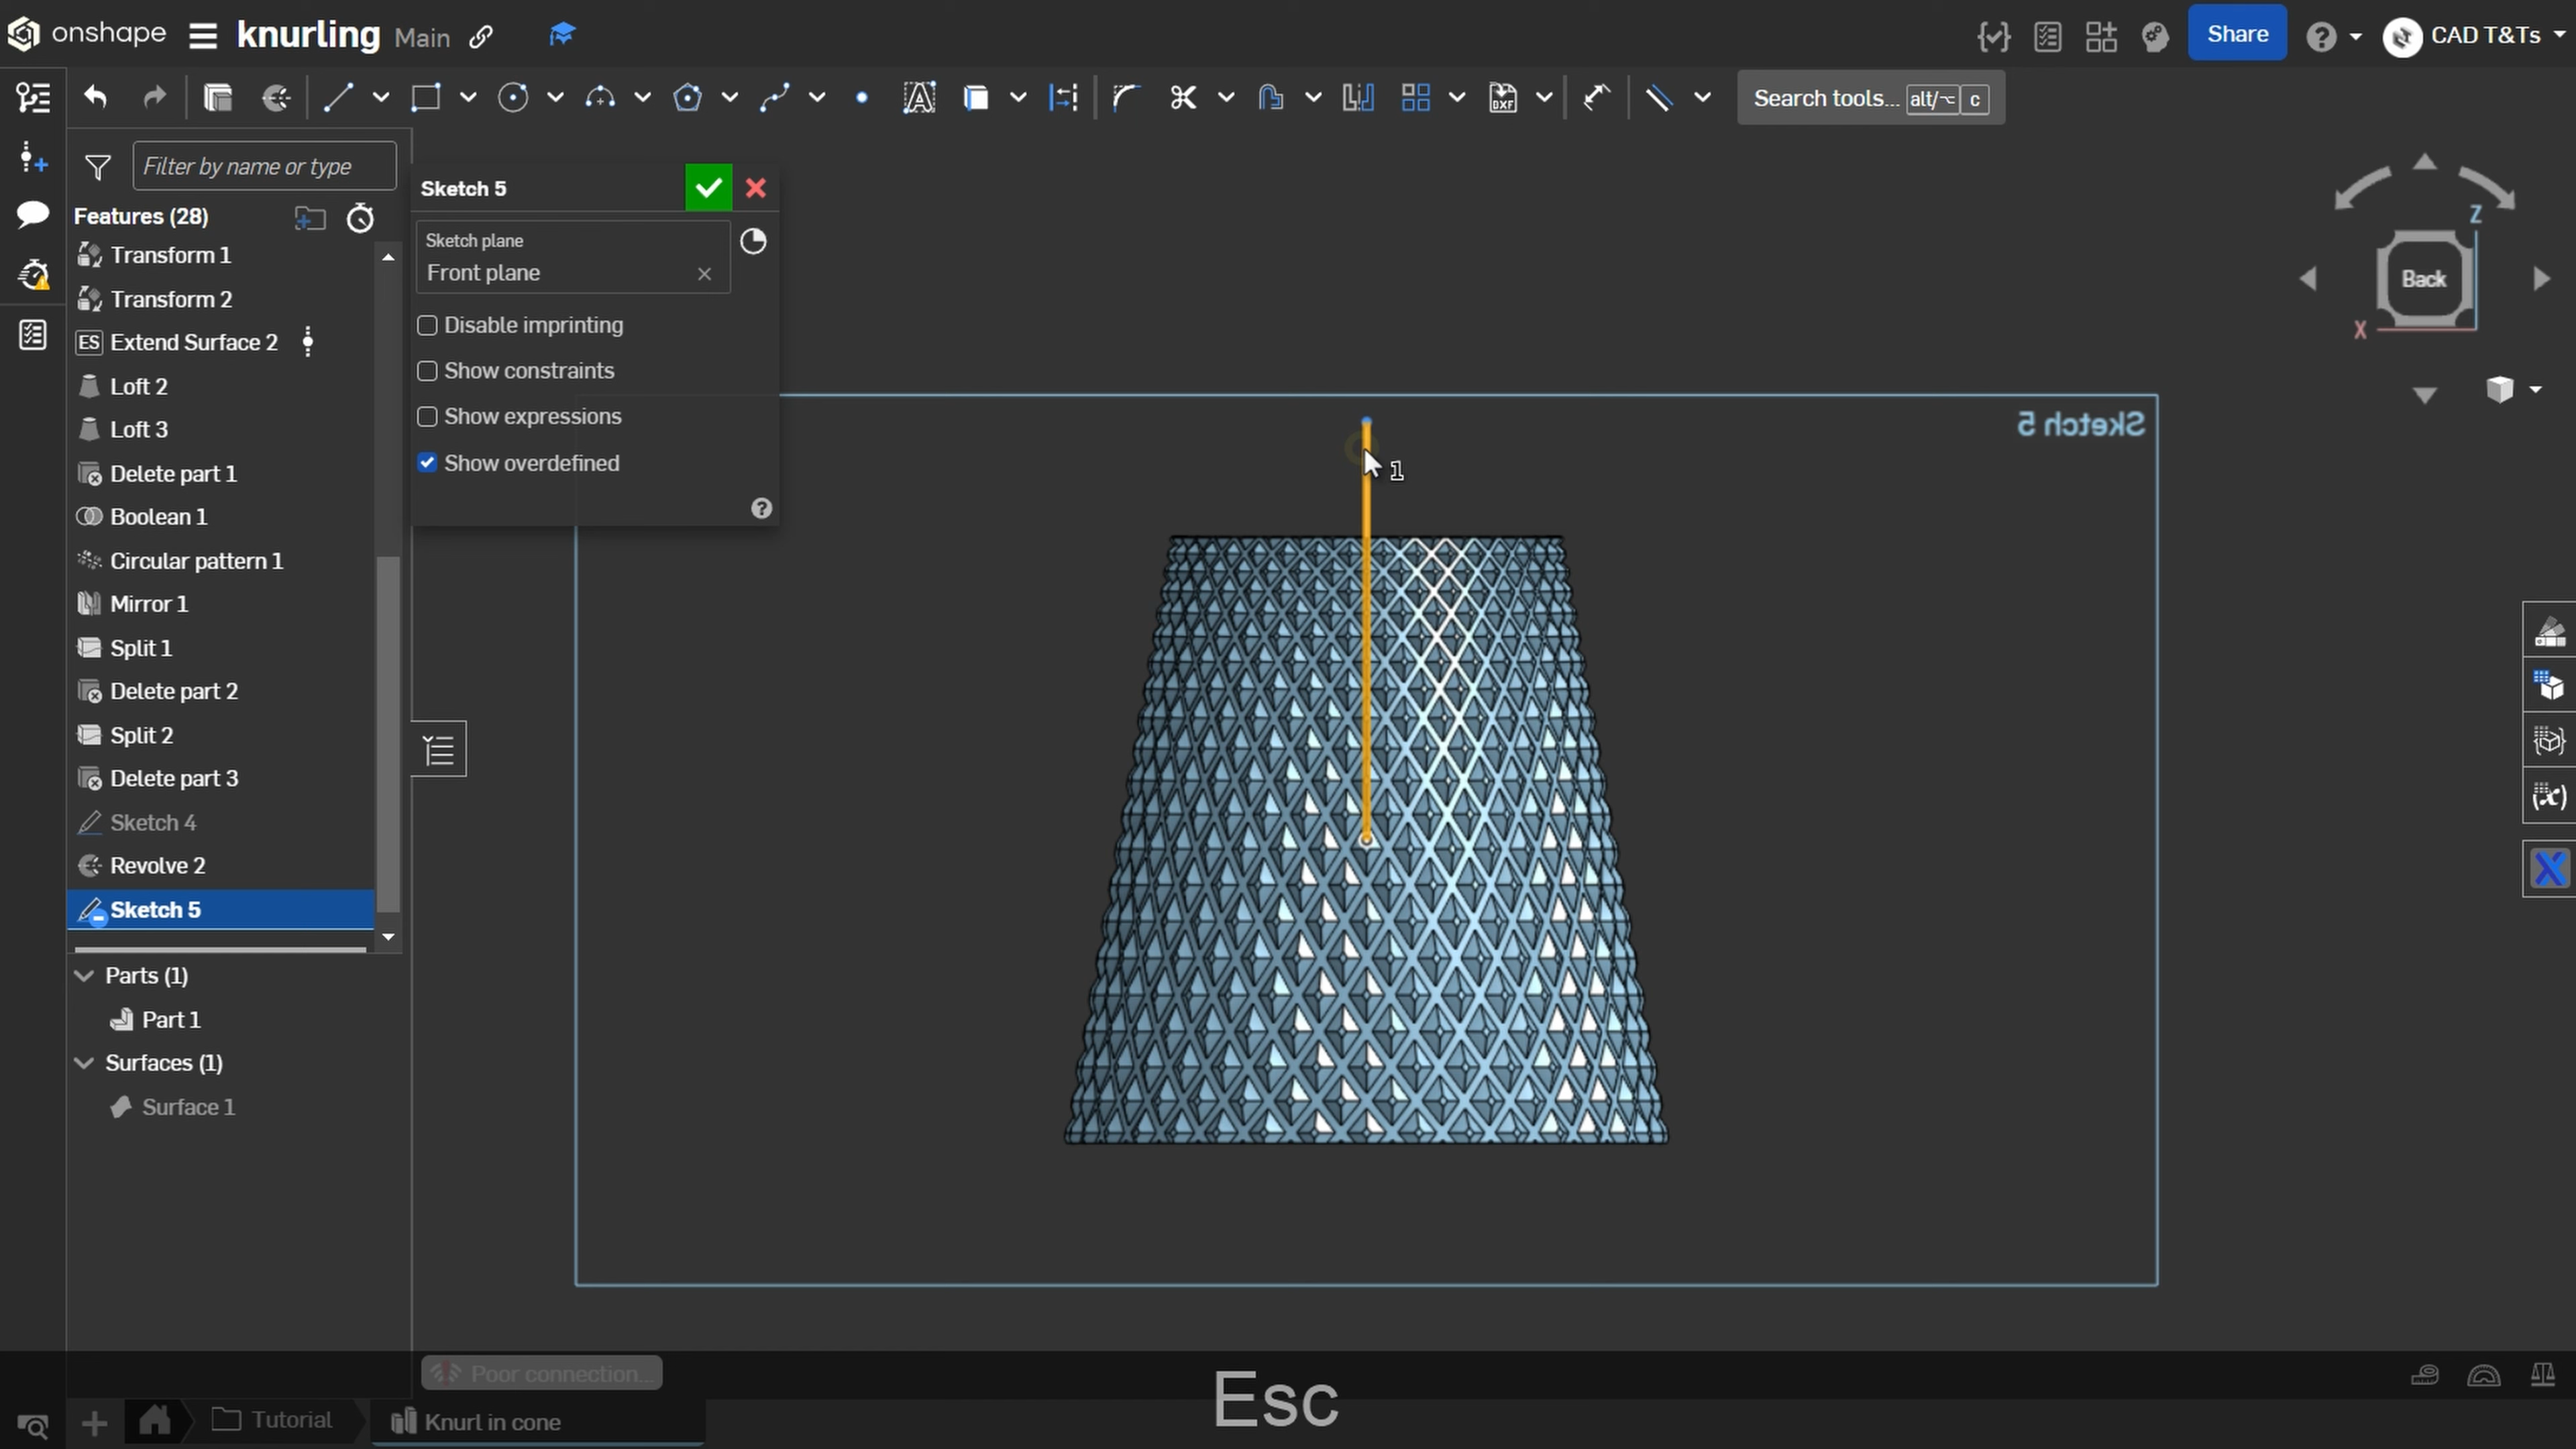 onshape
knurling Main
Share
CAD T&Ts
Search tools... alt/⌥ c
DXF
Filter by name or type
Features (28)
Transform 1
Transform 2
ES Extend Surface 2
Loft 2
Loft 3
Delete part 1
Boolean 1
Circular pattern 1
Mirror 1
Split 1
Delete part 2
Split 2
Delete part 3
Sketch 4
Revolve 2
Sketch 5
Parts (1)
Part 1
Surfaces (1)
Surface 1
Sketch 5
Sketch plane
Front plane
Disable imprinting
Show constraints
Show expressions
Show overdefined
Sketch 5
1
Z
Back
X
(x)
Poor connection...
Esc
Tutorial
Knurl in cone